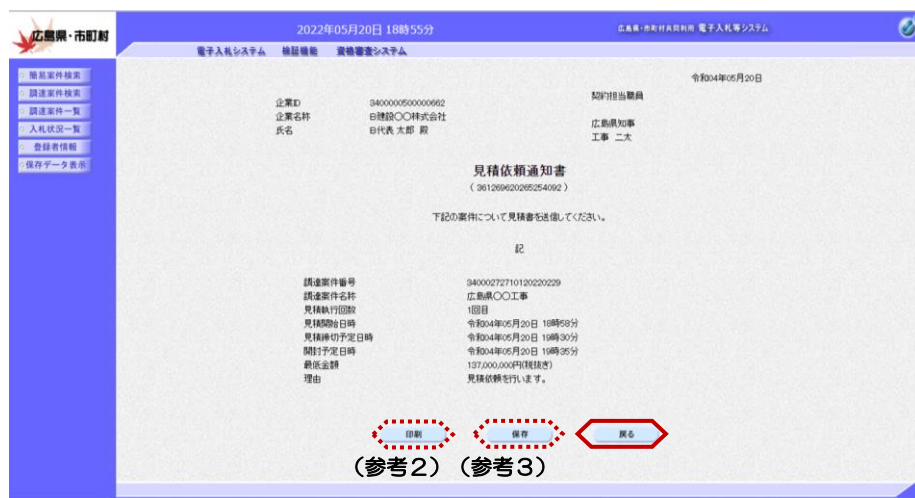 広島県・市町村
2022年05月20日 18時55分
広島県・市町村共同利用 電子入札等システム
電子入札システム 検証機能 資格審査システム
簡易案件検索
調達案件検索
調達案件一覧
入札状況一覧
登録者情報
保存データ表示
令和04年05月20日
企業ID 3400000500000662
企業名称 B建設〇〇株式会社
氏名 B代表 太郎 殿
契約担当職員
広島県知事
工事 二太
見積依頼通知書
( 361269620265254092 )
下記の案件について見積書を送信してください。
記
調達案件番号 34000272710120220229
調達案件名称 広島県〇〇工事
見積執行回数 1回目
見積開始日時 令和04年05月20日 18時58分
見積締切予定日時 令和04年05月20日 19時30分
開封予定日時 令和04年05月20日 19時35分
最低金額 137,000,000円(税抜き)
理由 見積依頼を行います。
印刷 保存 戻る
(参考2) (参考3)